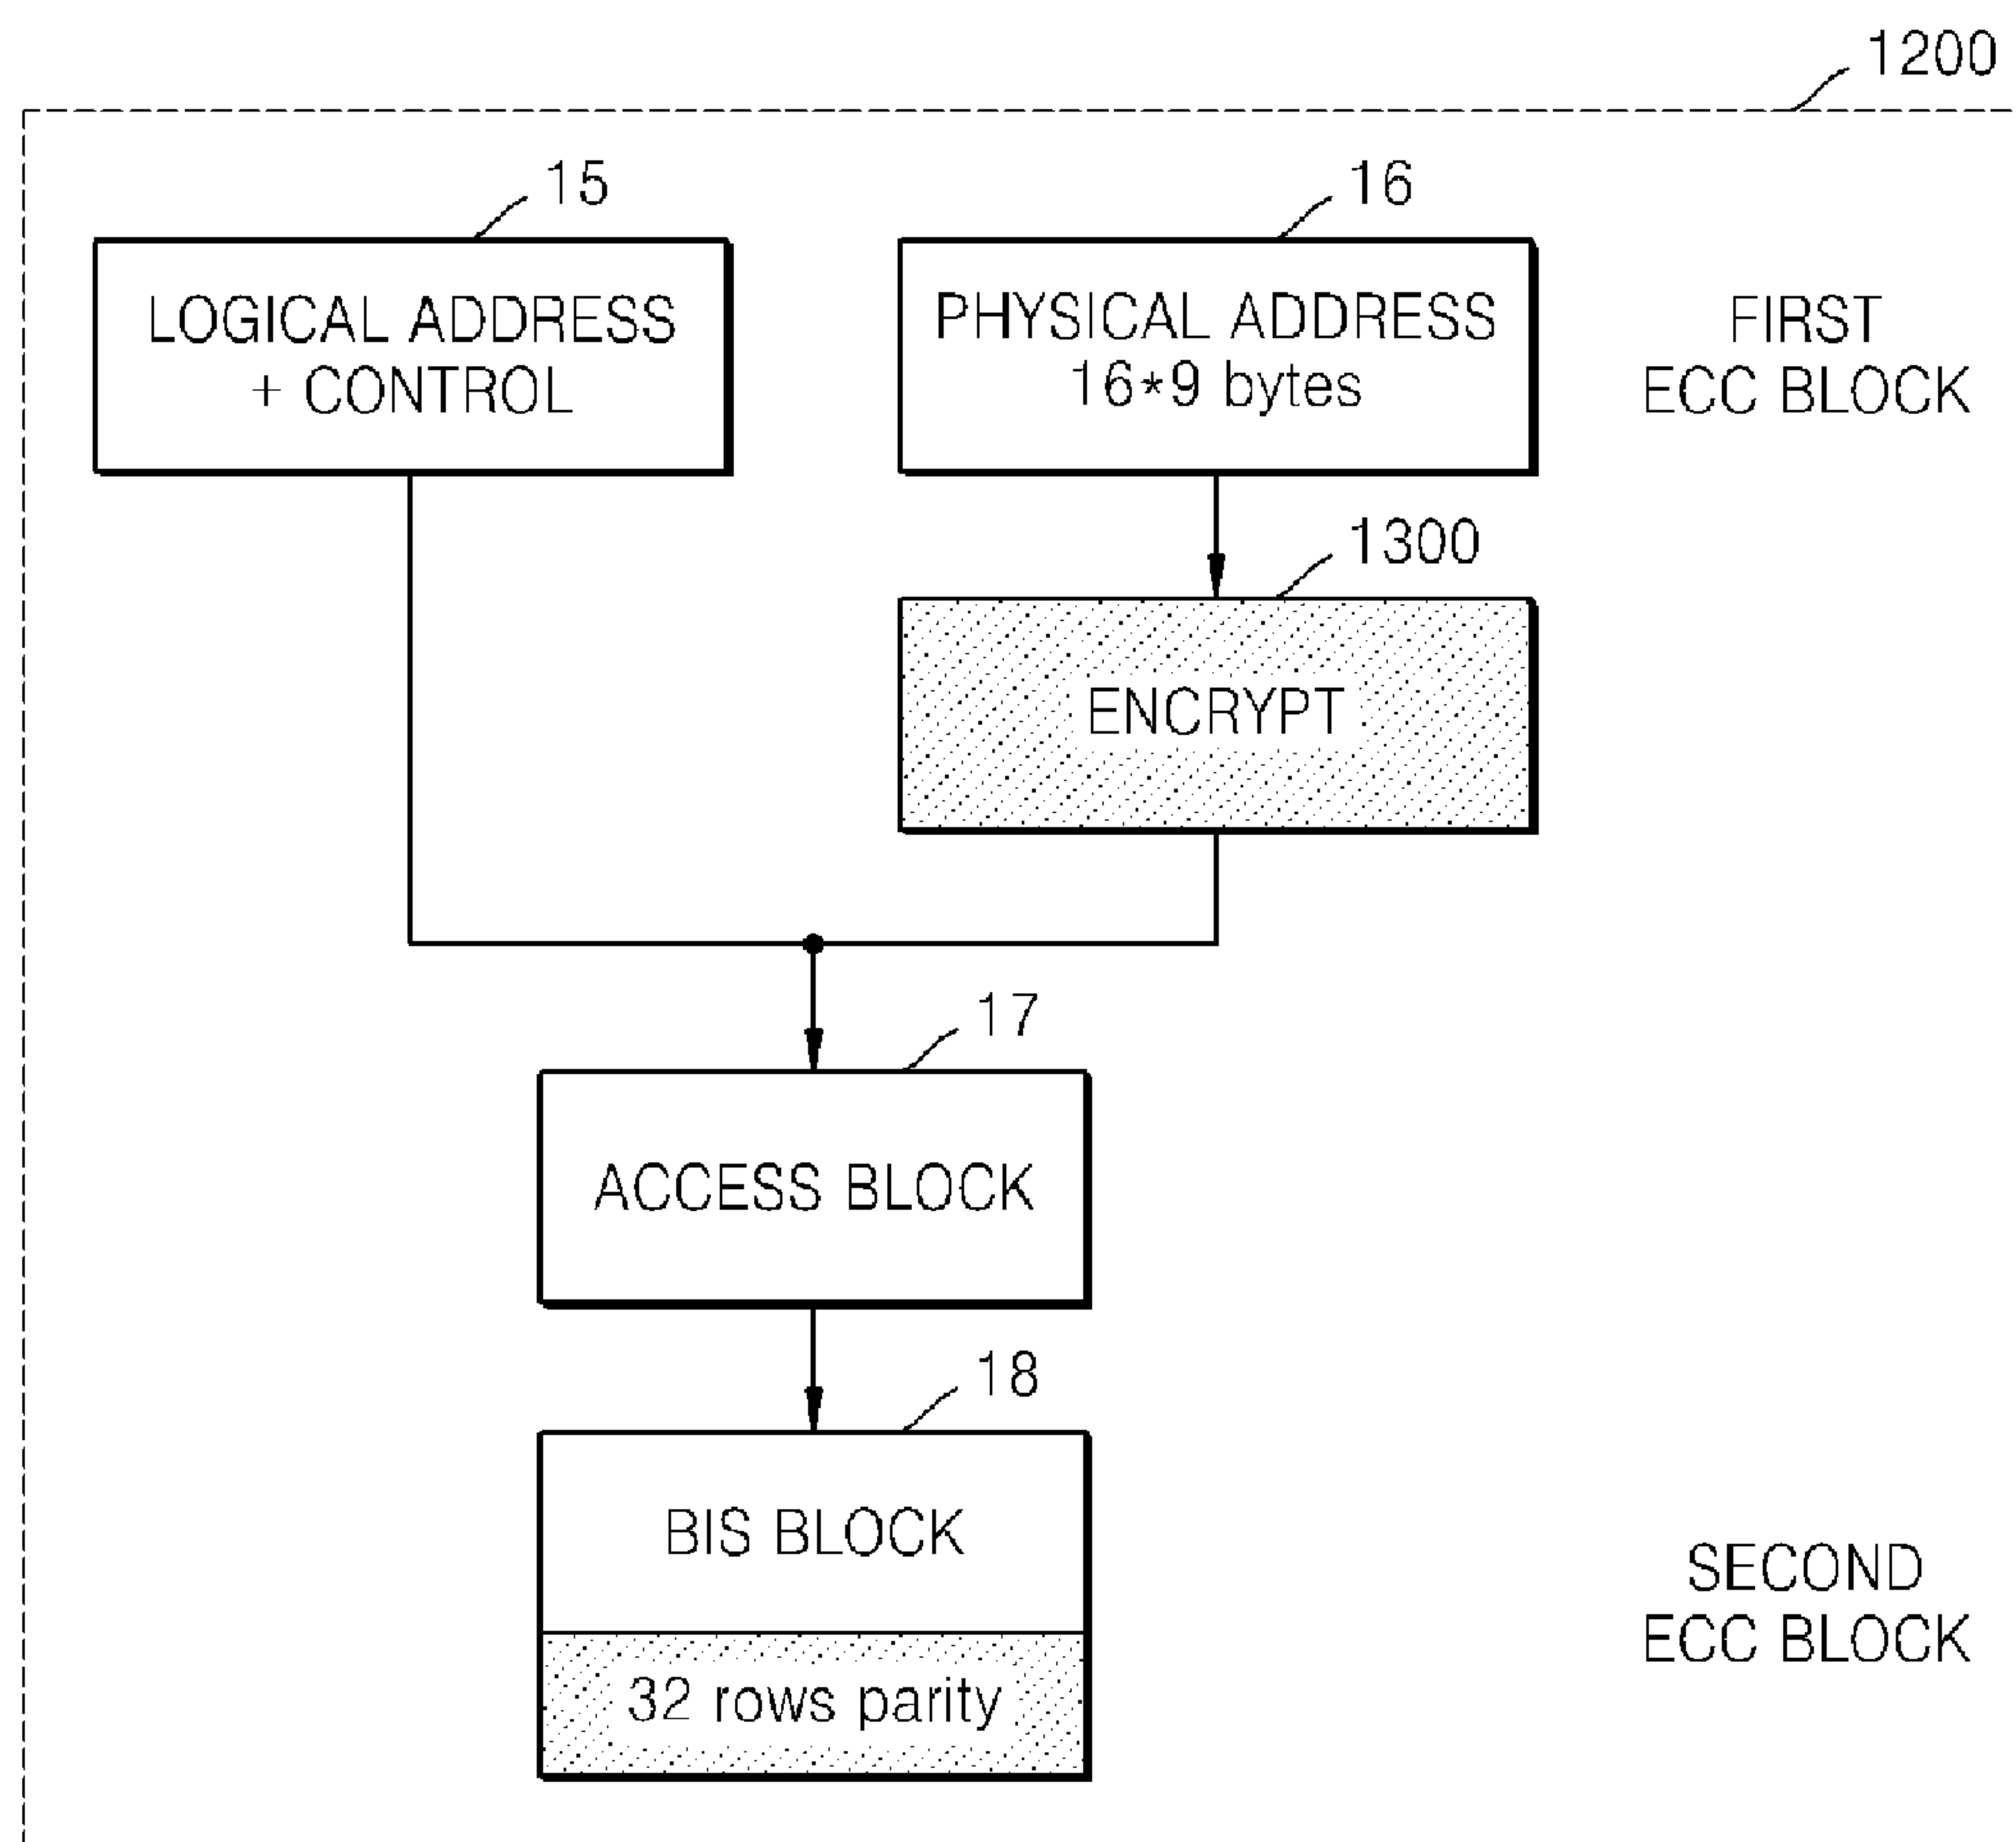 1200
15
16
LOGICAL ADDRESS
+ CONTROL
PHYSICAL ADDRESS
16*9 bytes
FIRST
ECC BLOCK
1300
ENCRYPT
17
ACCESS BLOCK
18
BIS BLOCK
32 rows parity
SECOND
ECC BLOCK